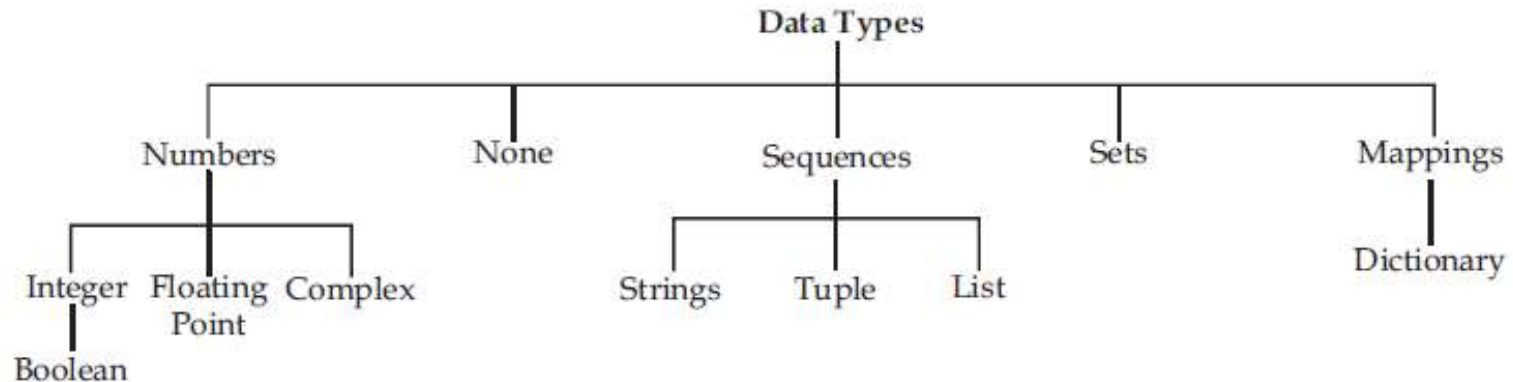 Data Types
Numbers
None
Sequences
Sets
Mappings
Integer
Floating
Point
Complex
Strings
Tuple
List
Dictionary
Boolean